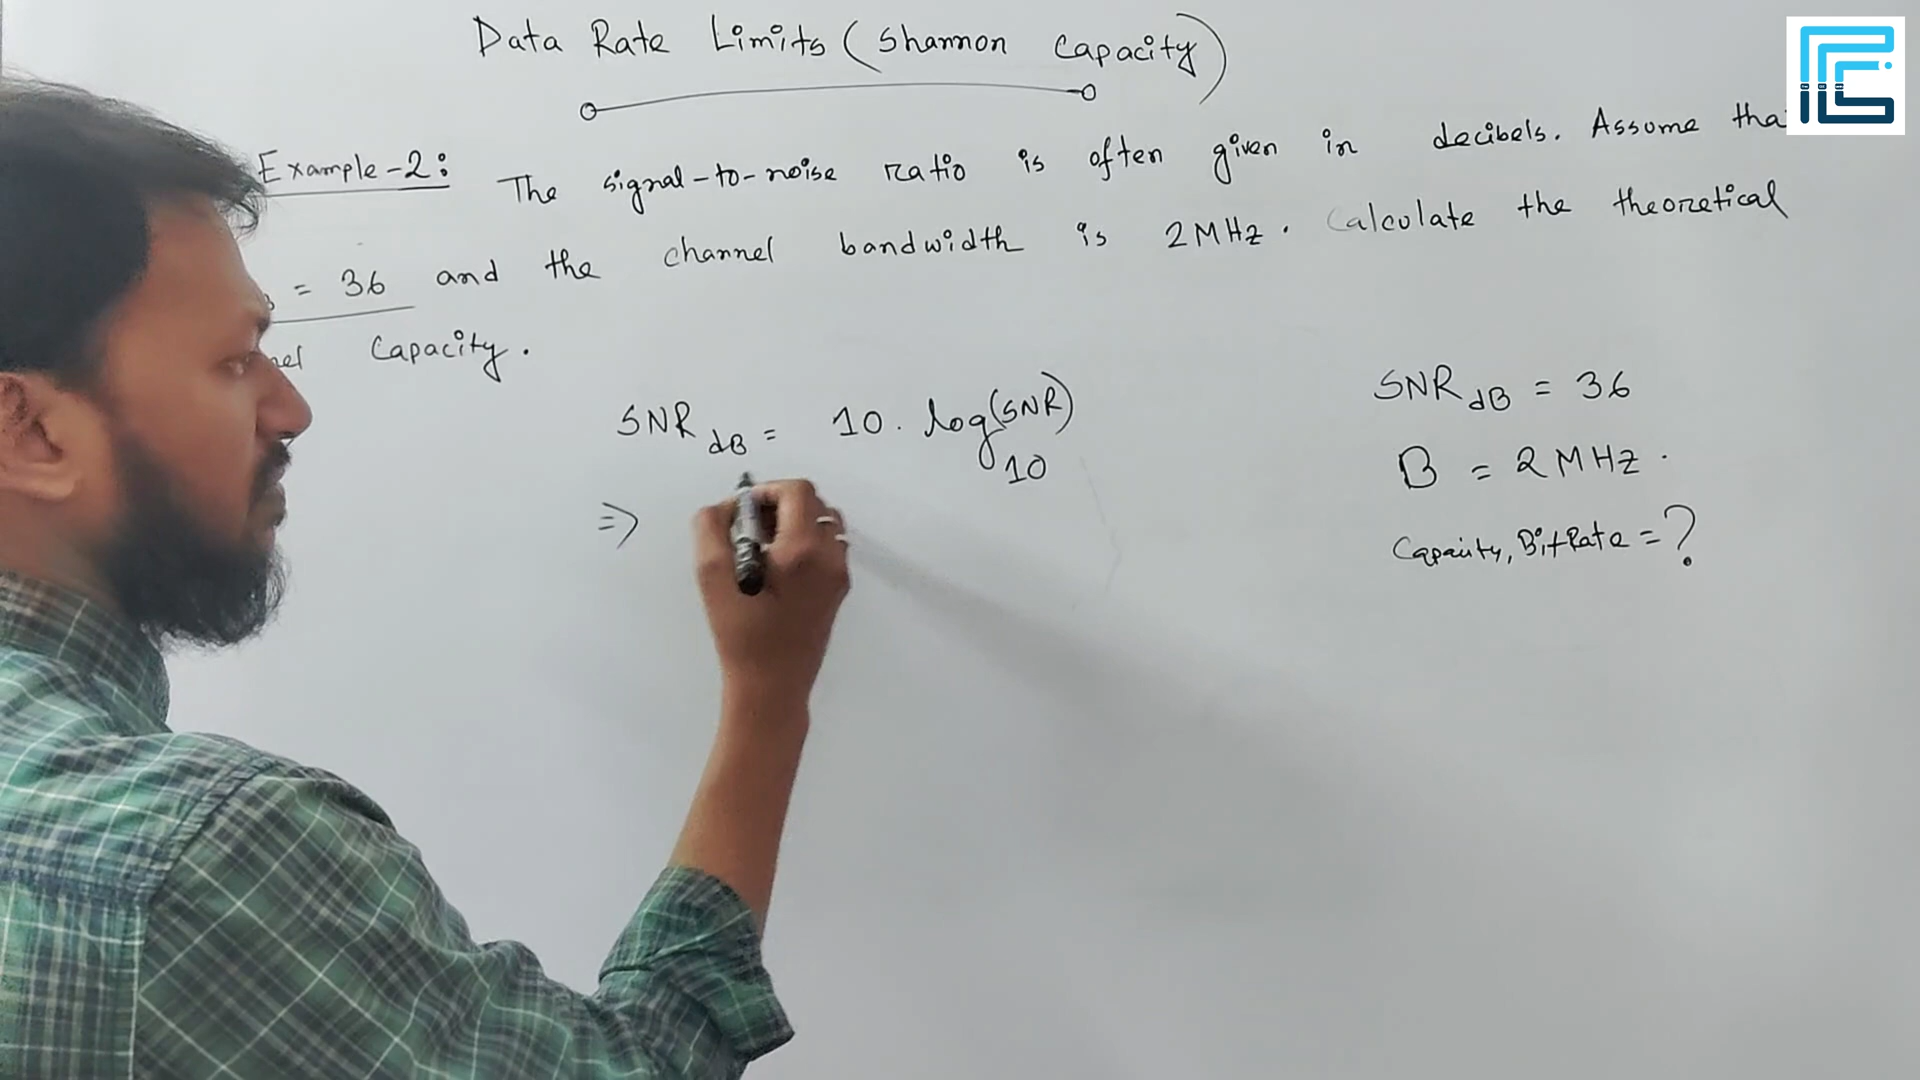 Data Rate Limits (Shannon Capacity)
Example-2: The signal-to-noise ratio is often given in decibels. Assume tha
= 36 and the channel bandwidth is 2MHz. Calculate the theoretical
nel Capacity.
SNR dB = 10. log(SNR)
10
⇒
SNR dB = 36
B = 2MHz.
Capacity, BitRate = ?